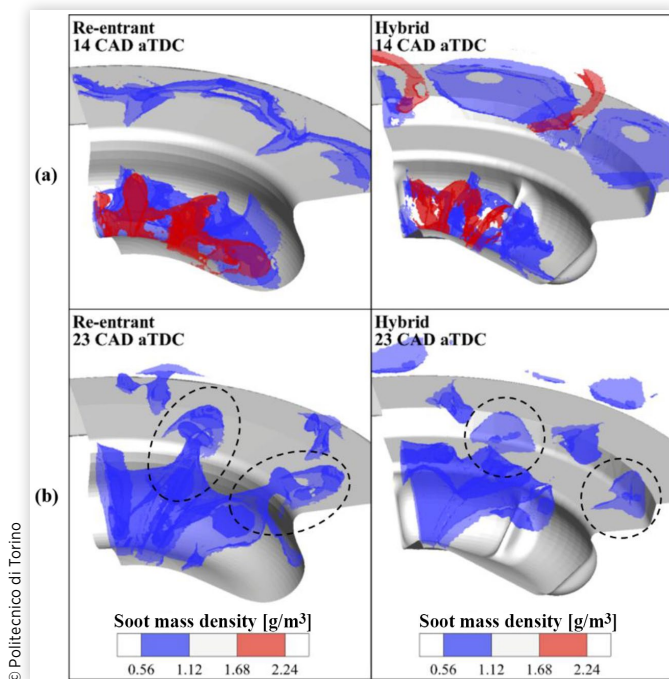 Re-entrant
14 CAD aTDC
Hybrid
14 CAD aTDC
(a)
Re-entrant
23 CAD aTDC
Hybrid
23 CAD aTDC
(b)
Soot mass density [g/m³]
0.56 1.12 1.68 2.24
Soot mass density [g/m³]
0.56 1.12 1.68 2.24
© Politecnico di Torino